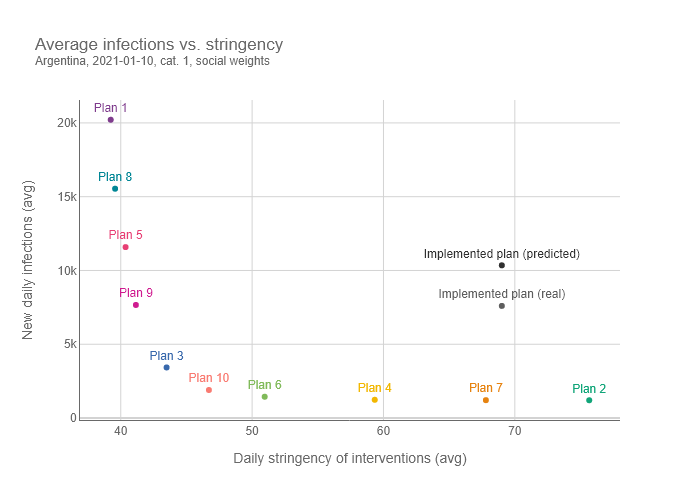 Average infections vs. stringency
Argentina, 2021-01-10, cat. 1, social weights
Plan 1
20k
Plan 8
15k
Plan 5
Implemented plan (predicted)
10k
Plan 9
Implemented plan (real)
5k
Plan 3
Plan 10
Plan 6
Plan 4
Plan 7
Plan 2
0
40
50
60
70
New daily infections (avg)
Daily stringency of interventions (avg)